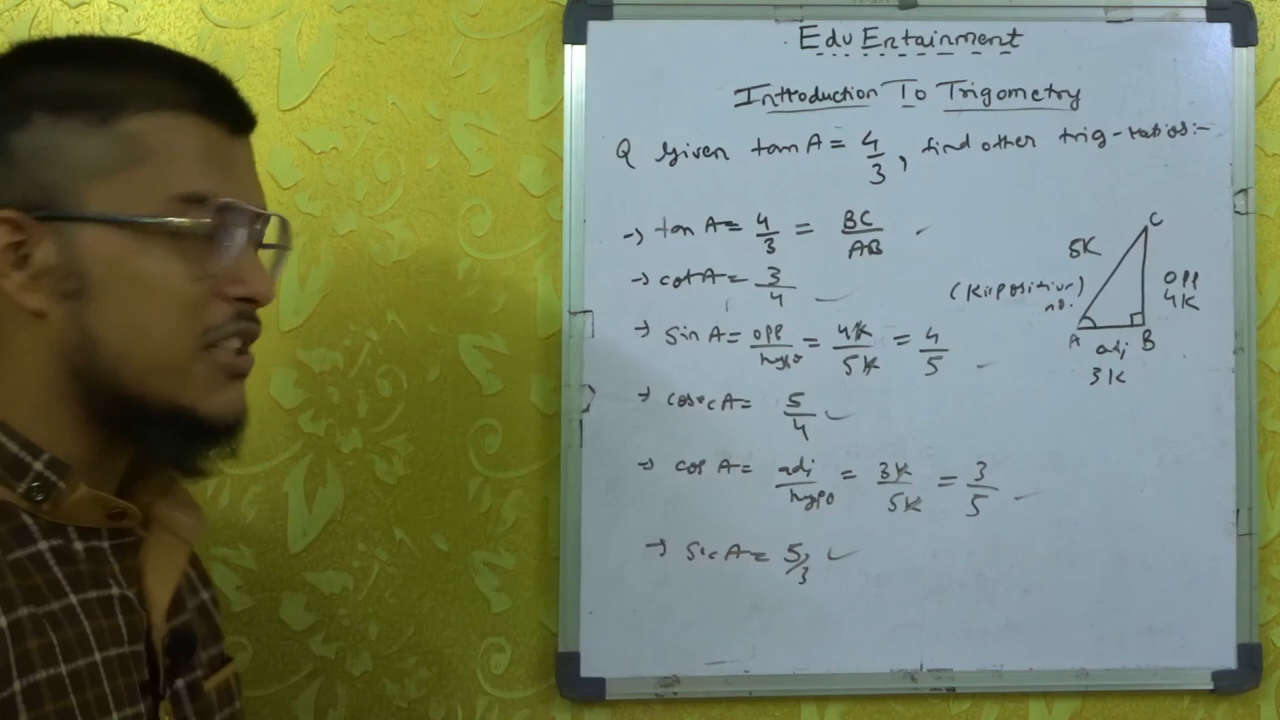 Edu Entainment
Introduction To Trigometry
Q Given tan A = 4/3, find other trig-ratios:-
→ tan A = 4/3 = BC/AB
→ cot A = 3/4
→ sin A = opp/hypo = 4K/5K = 4/5
→ cosec A = 5/4
→ cos A = adj/hypo = 3K/5K = 3/5
→ sec A = 5/3
C
5K
(K is positive no.)
opp
4K
A adj B
3K